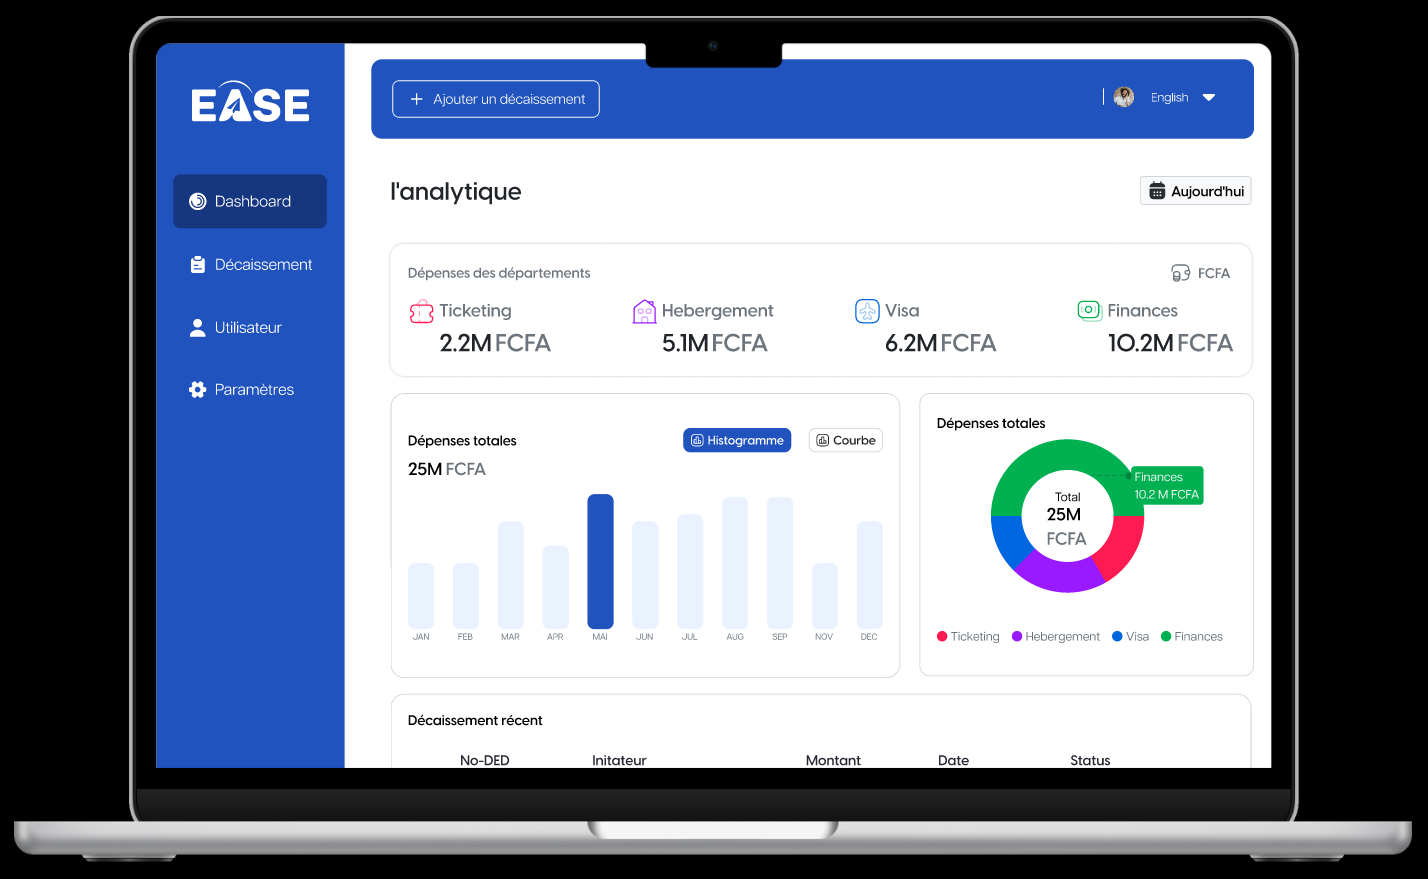 EASE
Dashboard
Décaissement
Utilisateur
Paramètres
+ Ajouter un décaissement
English
l'analytique
Aujourd'hui
Dépenses des départements
FCFA
Ticketing
2.2M FCFA
Hebergement
5.1M FCFA
Visa
6.2M FCFA
Finances
10.2M FCFA
Dépenses totales
Histogramme
Courbe
25M FCFA
JAN FEB MAR APR MAI JUN JUL AUG SEP NOV DEC
Dépenses totales
Finances
10.2 M FCFA
Total
25M
FCFA
Ticketing Hebergement Visa Finances
Décaissement récent
No-DED Initateur Montant Date Status